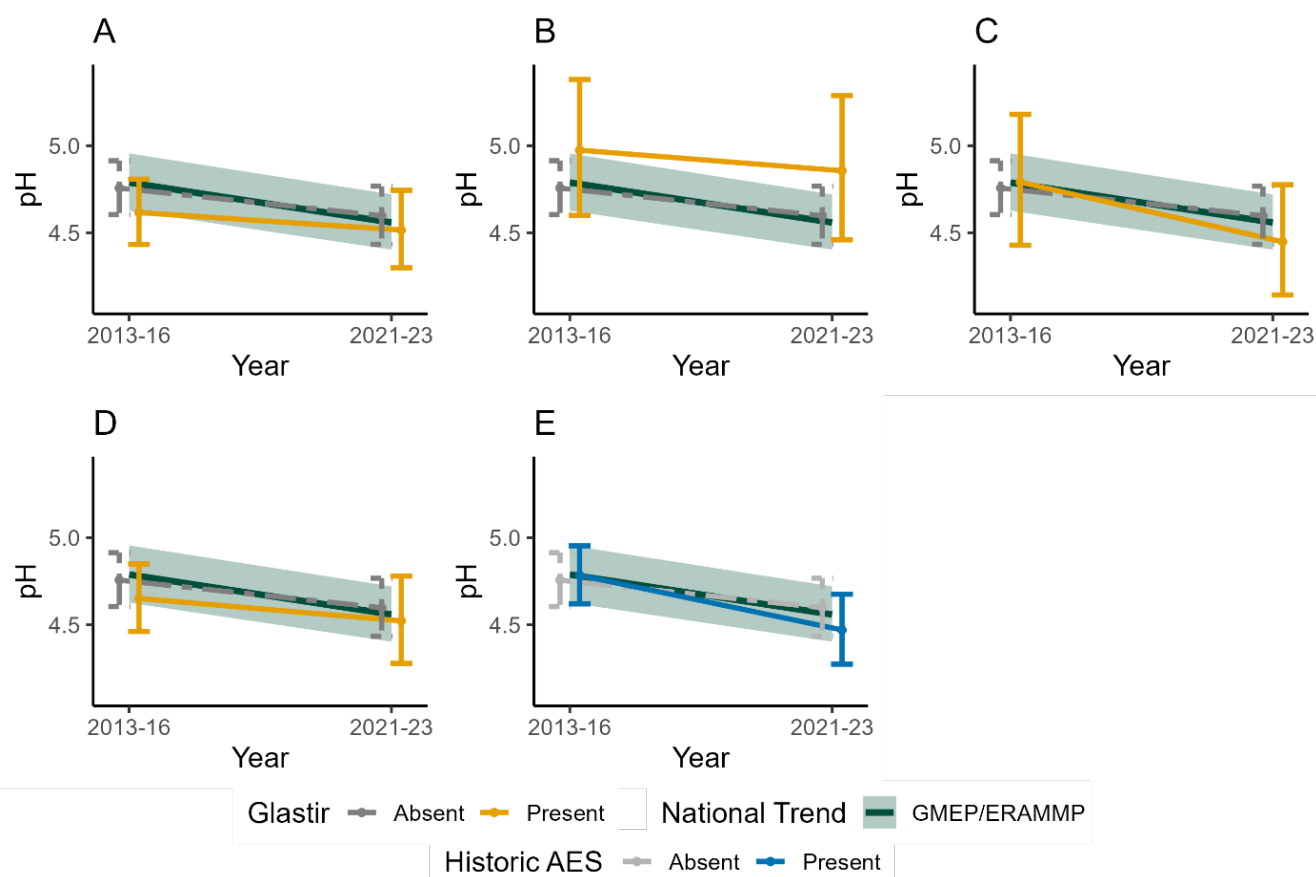 A
B
C
pH
5.0
4.5
2013-16
2021-23
Year
pH
5.0
4.5
2013-16
2021-23
Year
pH
5.0
4.5
2013-16
2021-23
Year
D
E
pH
5.0
4.5
2013-16
2021-23
Year
pH
5.0
4.5
2013-16
2021-23
Year
Glastir Absent Present National Trend GMEP/ERAMMP
Historic AES Absent Present